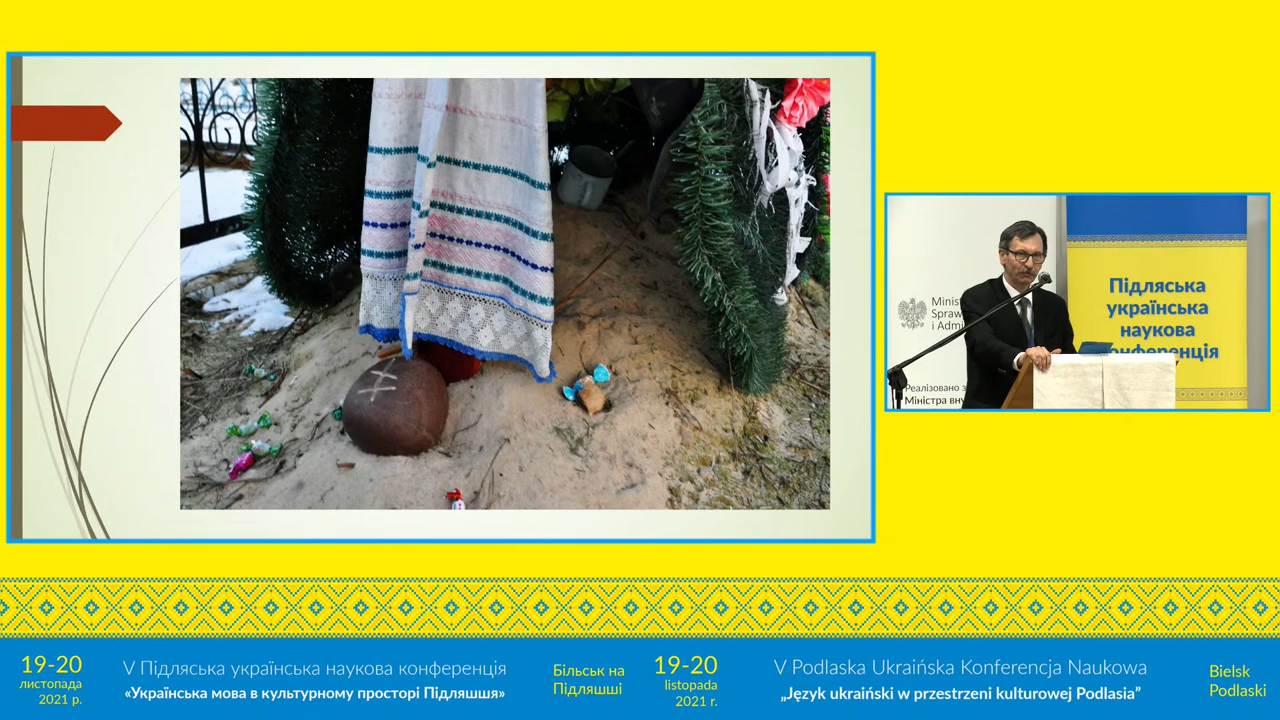 Minis
Spraw
i Admi
Реалізовано з
Міністра вну
Підляська
українська
наукова
конференція
19-20
листопада
2021 р.
V Підляська українська наукова конференція
«Українська мова в культурному просторі Підляшшя»
Більськ на
Підляшші
19-20
listopada
2021 r.
V Podlaska Ukraińska Konferencja Naukowa
„Język ukraiński w przestrzeni kulturowej Podlasia”
Bielsk
Podlaski